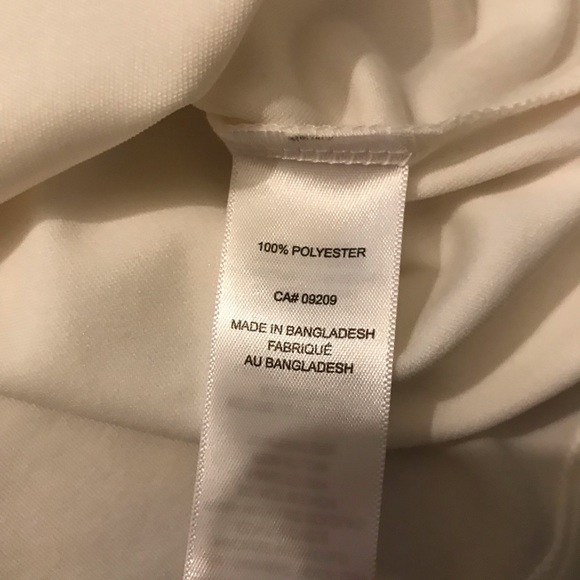 100% POLYESTER
CA# 09209
MADE IN BANGLADESH
FABRIQUÉ
AU BANGLADESH